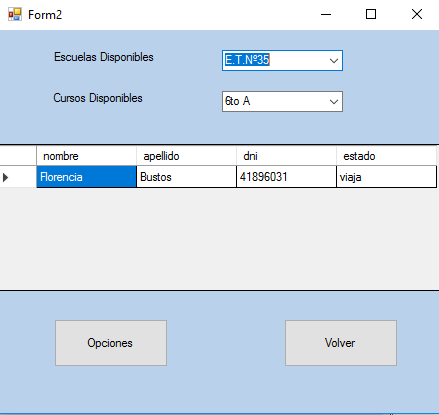 Form2
Escuelas Disponibles E.T.Nº35
Cursos Disponibles 6to A
nombre apellido dni estado
Florencia Bustos 41896031 viaja
Opciones Volver